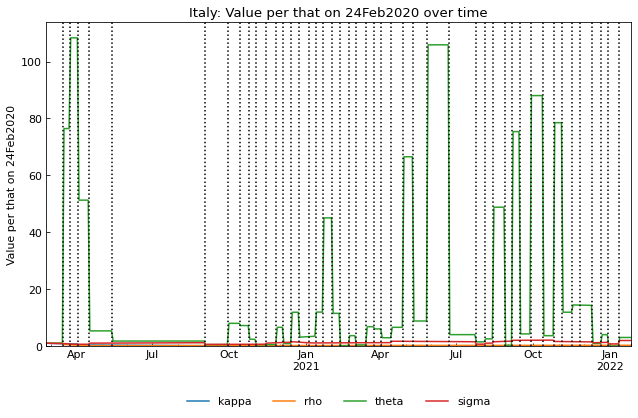 Italy: Value per that on 24Feb2020 over time
Value per that on 24Feb2020
100
80
60
40
20
0
Apr Jul Oct Jan Apr Jul Oct Jan
2021 2022
kappa rho theta sigma